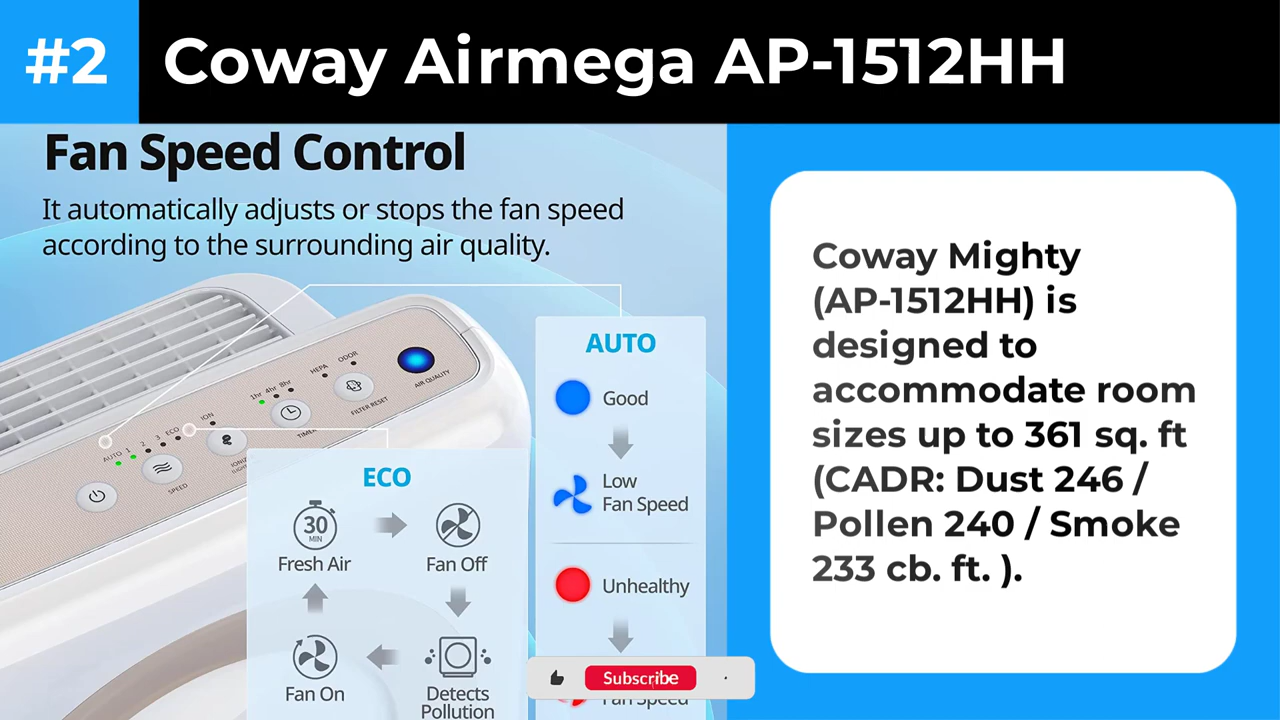 #2 Coway Airmega AP-1512HH
Fan Speed Control
It automatically adjusts or stops the fan speed
according to the surrounding air quality.
AUTO
Good
Low
Fan Speed
Unhealthy
Fan Speed
ECO
30
MIN
Fresh Air
Fan Off
Fan On
Detects
Pollution
AUTO 1 2 3 ECO
ION
SPEED
1hr 4hr 8hr
HEPA ODOR
FILTER RESET
AIR QUALITY
Subscribe
Coway Mighty
(AP-1512HH) is
designed to
accommodate room
sizes up to 361 sq. ft
(CADR: Dust 246 /
Pollen 240 / Smoke
233 cb. ft. ).